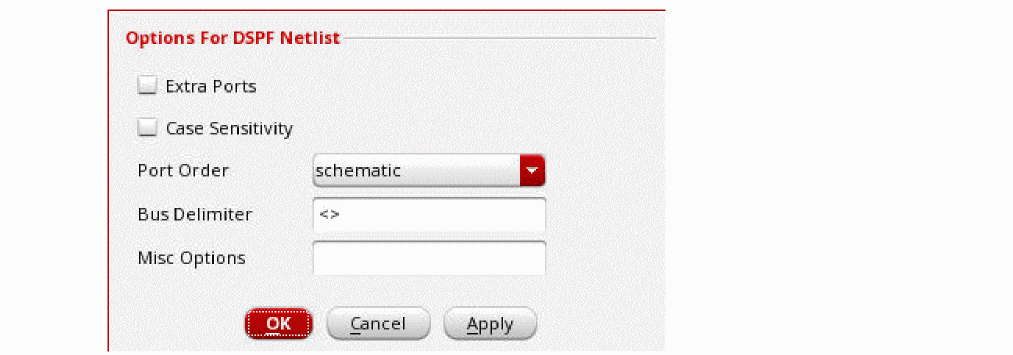 Options For DSPF Netlist
Extra Ports
Case Sensitivity
Port Order schematic
Bus Delimiter <>
Misc Options
OK Cancel Apply